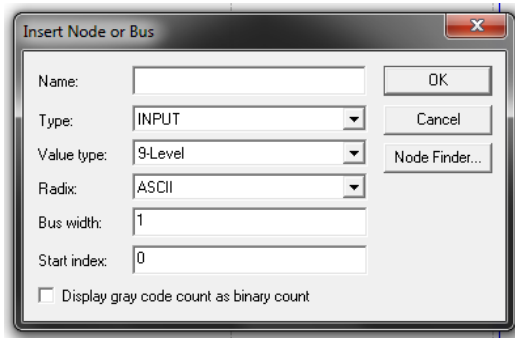 Insert Node or Bus
Name:
OK
Type: INPUT
Cancel
Value type: 9-Level
Node Finder...
Radix: ASCII
Bus width: 1
Start index: 0
Display gray code count as binary count